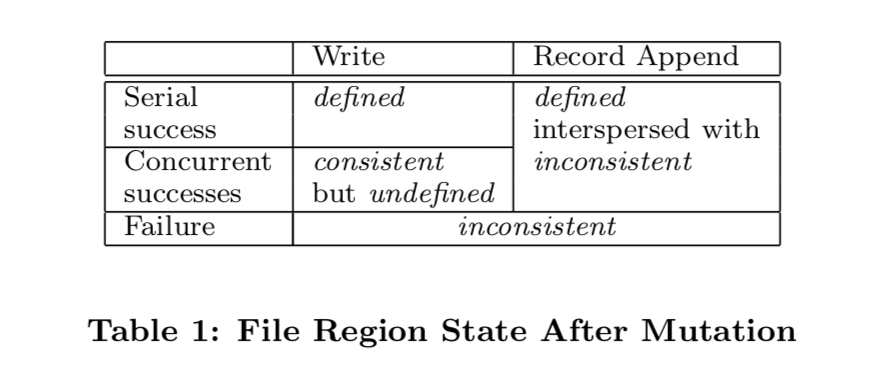 Write Record Append
Serial defined defined
success interspersed with
Concurrent consistent inconsistent
successes but undefined
Failure inconsistent
Table 1: File Region State After Mutation